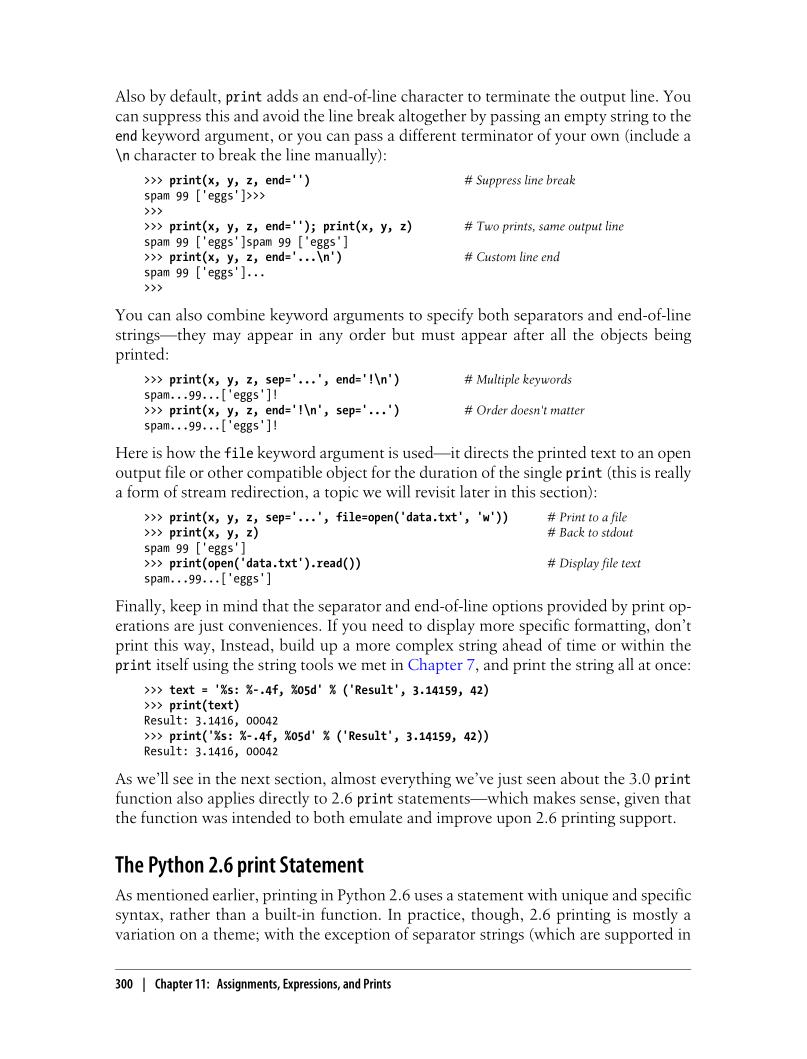 Also by default, print adds an end-of-line character to terminate the output line. You
can suppress this and avoid the line break altogether by passing an empty string to the
end keyword argument, or you can pass a different terminator of your own (include a
\n character to break the line manually):
>>> print(x, y, z, end='') # Suppress line break
spam 99 ['eggs']>>>
>>>
>>> print(x, y, z, end=''); print(x, y, z) # Two prints, same output line
spam 99 ['eggs']spam 99 ['eggs']
>>> print(x, y, z, end='...\n') # Custom line end
spam 99 ['eggs']...
>>>
You can also combine keyword arguments to specify both separators and end-of-line
strings—they may appear in any order but must appear after all the objects being
printed:
>>> print(x, y, z, sep='...', end='!\n') # Multiple keywords
spam...99...['eggs']!
>>> print(x, y, z, end='!\n', sep='...') # Order doesn't matter
spam...99...['eggs']!
Here is how the file keyword argument is used—it directs the printed text to an open
output file or other compatible object for the duration of the single print (this is really
a form of stream redirection, a topic we will revisit later in this section):
>>> print(x, y, z, sep='...', file=open('data.txt', 'w')) # Print to a file
>>> print(x, y, z) # Back to stdout
spam 99 ['eggs']
>>> print(open('data.txt').read()) # Display file text
spam...99...['eggs']
Finally, keep in mind that the separator and end-of-line options provided by print op-
erations are just conveniences. If you need to display more specific formatting, don’t
print this way, Instead, build up a more complex string ahead of time or within the
print itself using the string tools we met in Chapter 7, and print the string all at once:
>>> text = '%s: %-.4f, %05d' % ('Result', 3.14159, 42)
>>> print(text)
Result: 3.1416, 00042
>>> print('%s: %-.4f, %05d' % ('Result', 3.14159, 42))
Result: 3.1416, 00042
As we’ll see in the next section, almost everything we’ve just seen about the 3.0 print
function also applies directly to 2.6 print statements—which makes sense, given that
the function was intended to both emulate and improve upon 2.6 printing support.
The Python 2.6 print Statement
As mentioned earlier, printing in Python 2.6 uses a statement with unique and specific
syntax, rather than a built-in function. In practice, though, 2.6 printing is mostly a
variation on a theme; with the exception of separator strings (which are supported in
300 | Chapter 11: Assignments, Expressions, and Prints